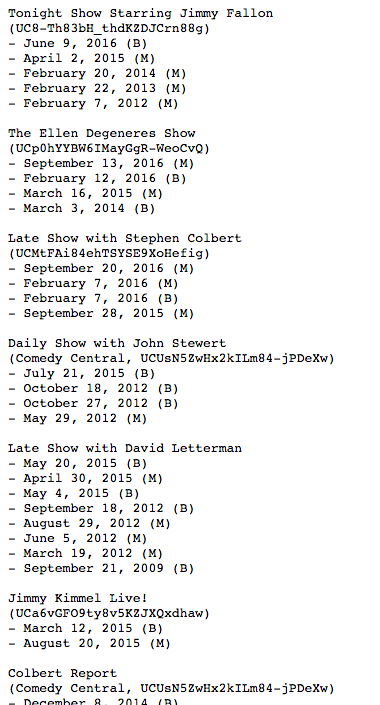 Tonight Show Starring Jimmy Fallon
(UC8-Th83bH_thdKZDJCrn88g)
- June 9, 2016 (B)
- April 2, 2015 (M)
- February 20, 2014 (M)
- February 22, 2013 (M)
- February 7, 2012 (M)
The Ellen Degeneres Show
(UCp0hYYBW6IMayGgR-WeoCvQ)
- September 13, 2016 (M)
- February 12, 2016 (B)
- March 16, 2015 (M)
- March 3, 2014 (B)
Late Show with Stephen Colbert
(UCMtFAi84ehTSYSE9XoHefig)
- September 20, 2016 (M)
- February 7, 2016 (M)
- February 7, 2016 (B)
- September 28, 2015 (M)
Daily Show with John Stewert
(Comedy Central, UCUsN5ZwHx2kILm84-jPDeXw)
- July 21, 2015 (B)
- October 18, 2012 (B)
- October 27, 2012 (B)
- May 29, 2012 (M)
Late Show with David Letterman
- May 20, 2015 (B)
- April 30, 2015 (M)
- May 4, 2015 (B)
- September 18, 2012 (B)
- August 29, 2012 (M)
- June 5, 2012 (M)
- March 19, 2012 (M)
- September 21, 2009 (B)
Jimmy Kimmel Live!
(UCa6vGFO9ty8v5KZJXQxdhaw)
- March 12, 2015 (B)
- August 20, 2015 (M)
Colbert Report
(Comedy Central, UCUsN5ZwHx2kILm84-jPDeXw)
- December 8, 2014 (B)